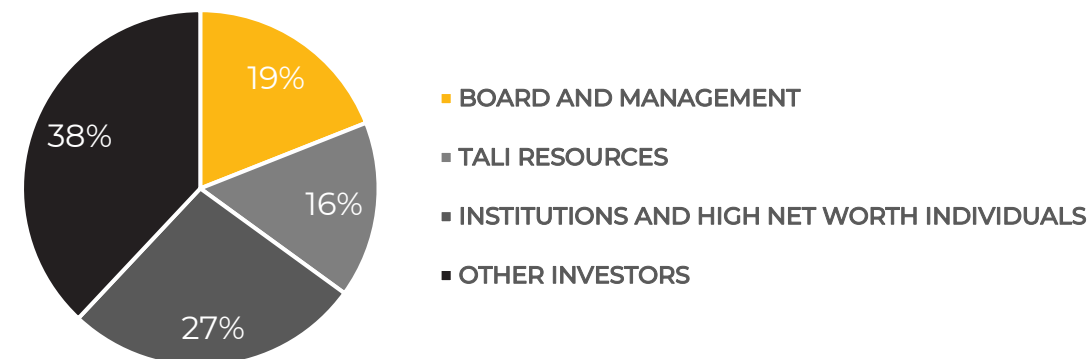 19%
38%
16%
27%
BOARD AND MANAGEMENT
TALI RESOURCES
INSTITUTIONS AND HIGH NET WORTH INDIVIDUALS
OTHER INVESTORS